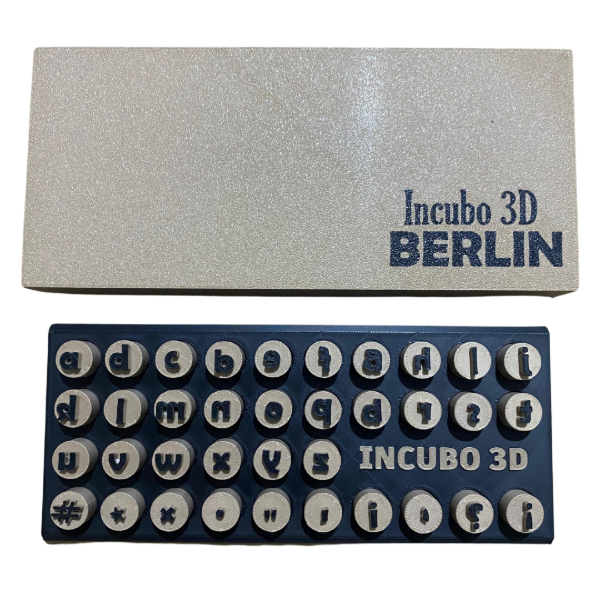 Incubo 3D
BERLIN
a b c d e f g h i j
k l m n o p q r s t
u v w x y z INCUBO 3D
#